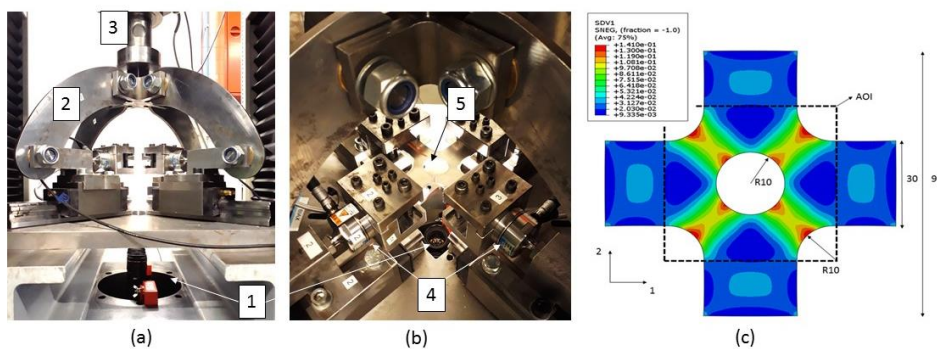 3
2
1
(a)
5
4
(b)
SDV1
SNEG, (fraction = -1.0)
(Avg: 75%)
+1.410e-01
+1.300e-01
+1.190e-01
+1.081e-01
+9.708e-02
+8.611e-02
+7.515e-02
+6.418e-02
+5.321e-02
+4.224e-02
+3.127e-02
+2.030e-02
+9.335e-03
AOI
R10
30
9
R10
2
1
(c)